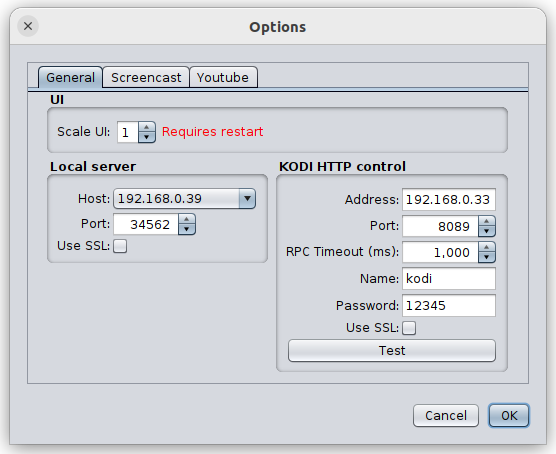 Options
General Screencast Youtube
UI
Scale UI: 1 Requires restart
Local server
Host: 192.168.0.39
Port: 34562
Use SSL:
KODI HTTP control
Address: 192.168.0.33
Port: 8089
RPC Timeout (ms): 1,000
Name: kodi
Password: 12345
Use SSL:
Test
Cancel OK